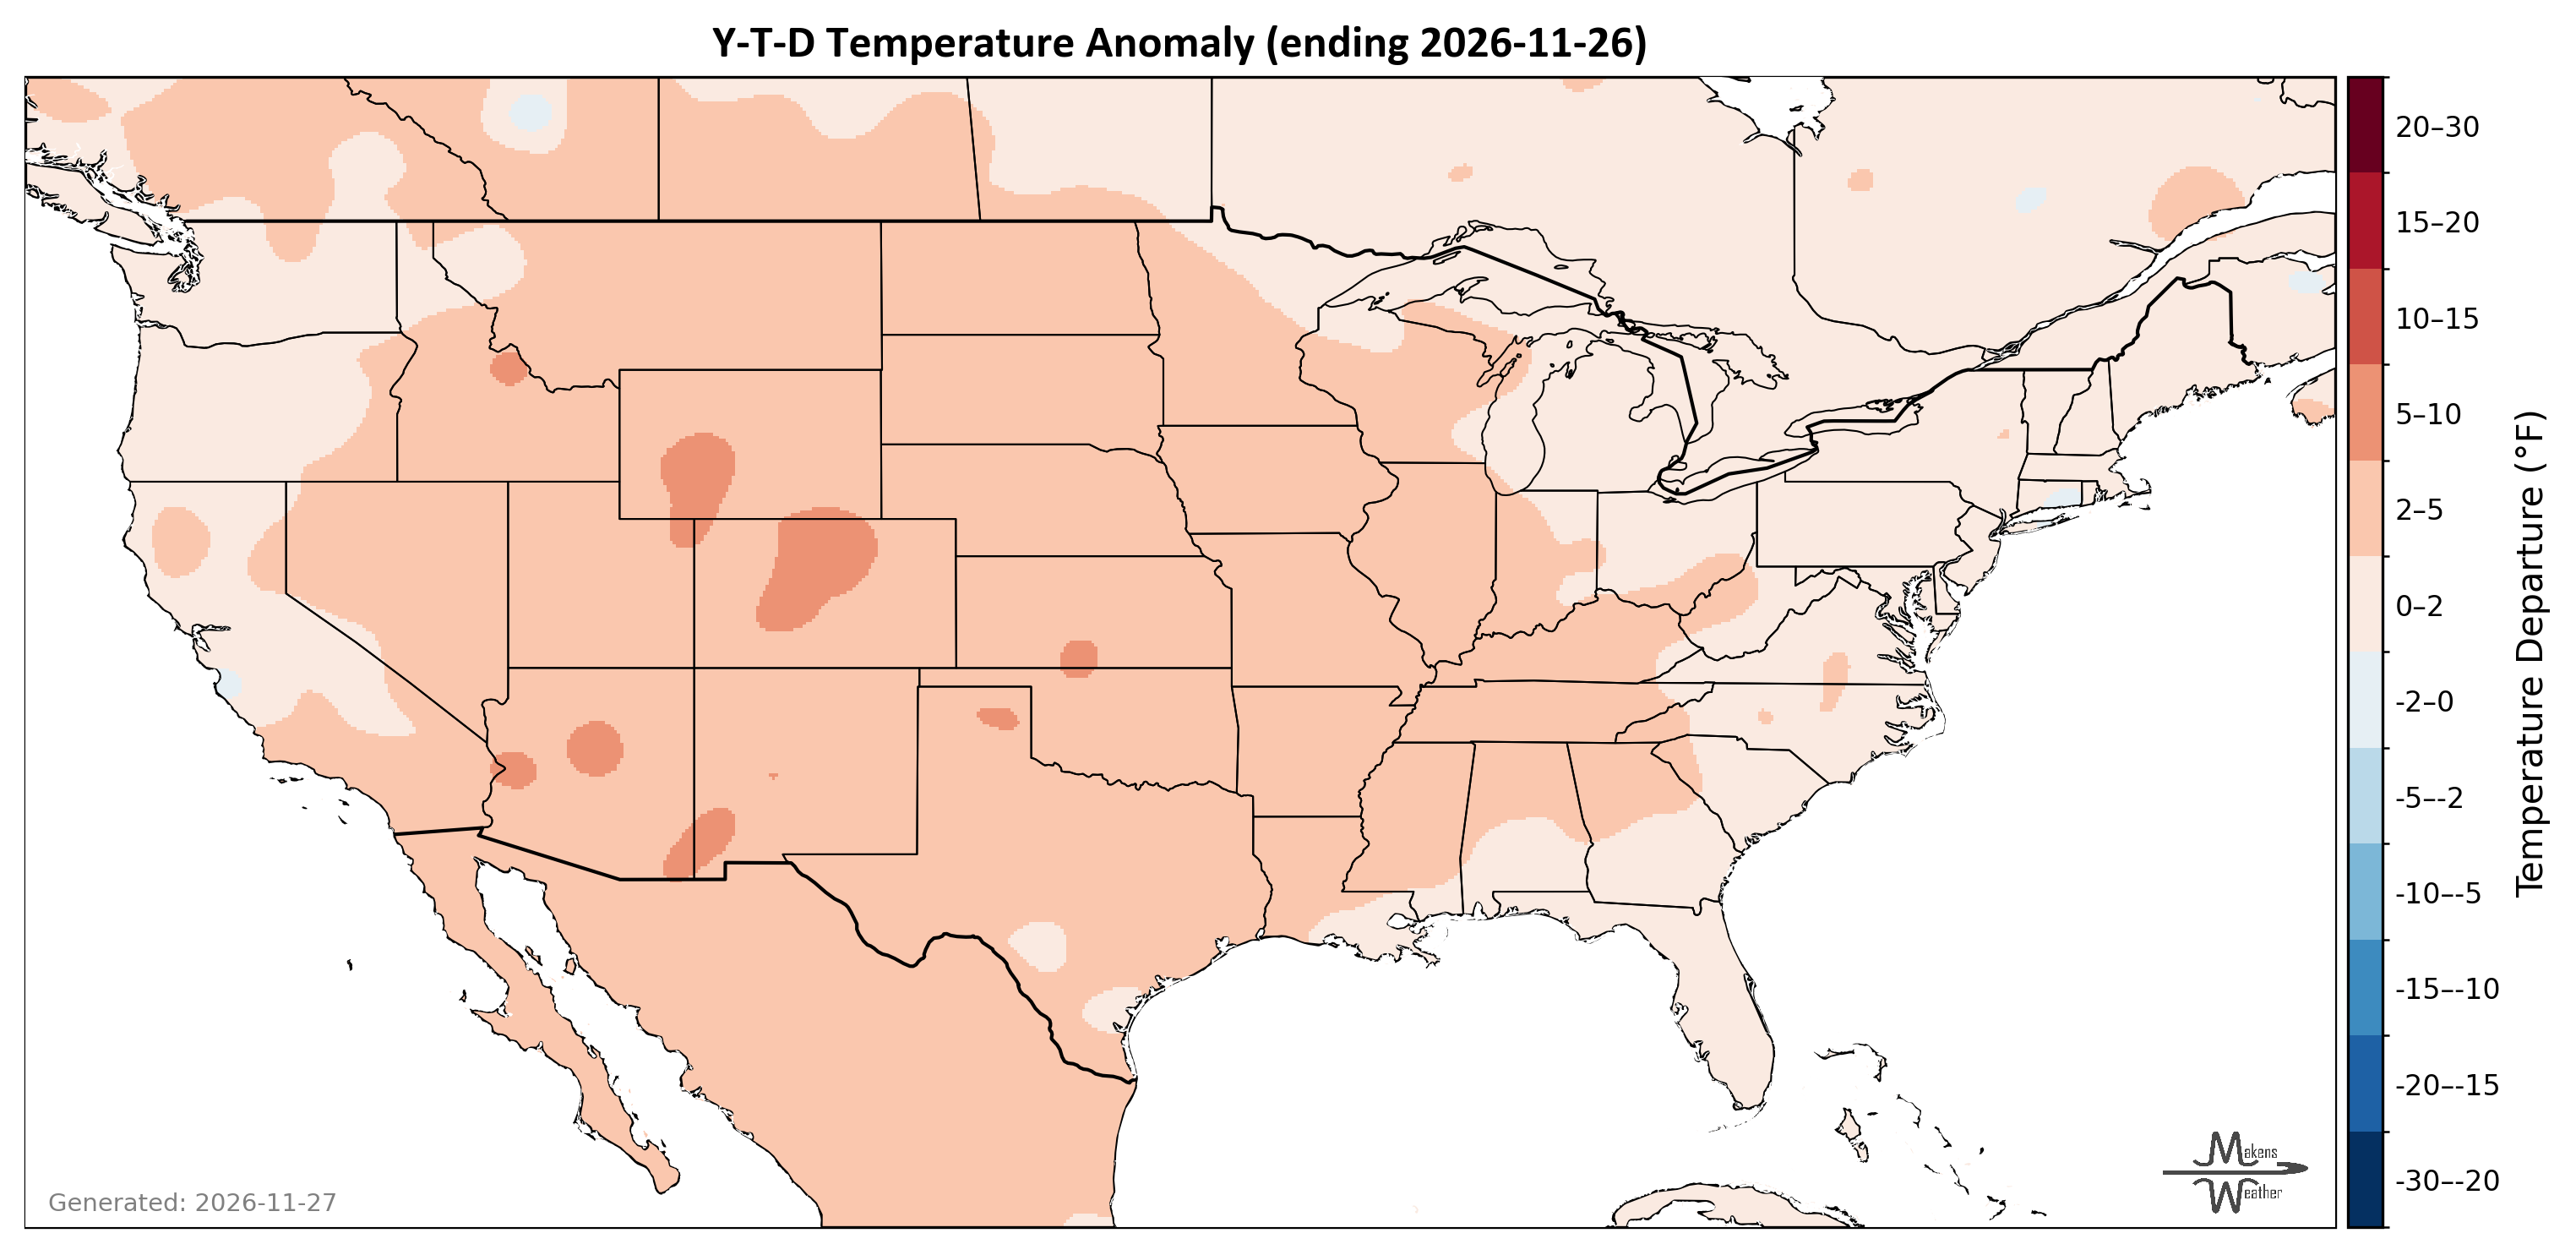 Y-T-D Temperature Anomaly (ending 2026-11-26)
20–30
15–20
10–15
5–10
2–5
0–2
-2–0
-5–-2
-10–-5
-15–-10
-20–-15
-30–-20
Temperature Departure (°F)
Makens
Weather
Generated: 2026-11-27